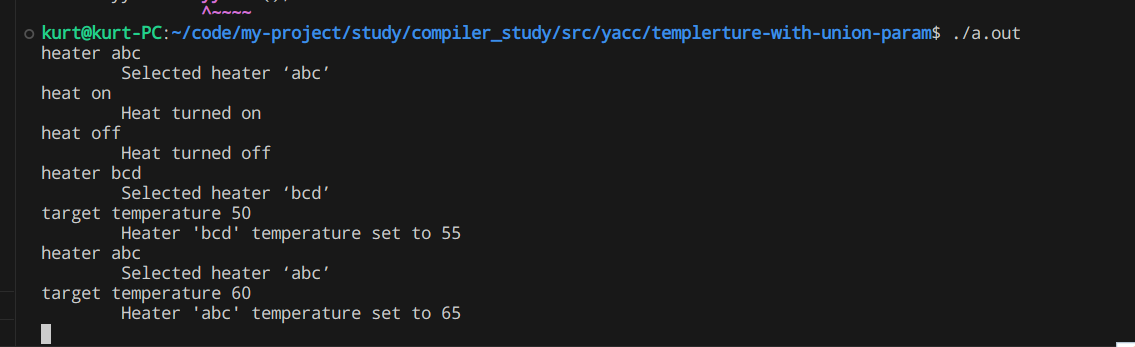 ^~~~~
kurt@kurt-PC:~/code/my-project/study/compiler_study/src/yacc/templerture-with-union-param$ ./a.out
heater abc
Selected heater ‘abc’
heat on
Heat turned on
heat off
Heat turned off
heater bcd
Selected heater ‘bcd’
target temperature 50
Heater 'bcd' temperature set to 55
heater abc
Selected heater ‘abc’
target temperature 60
Heater 'abc' temperature set to 65